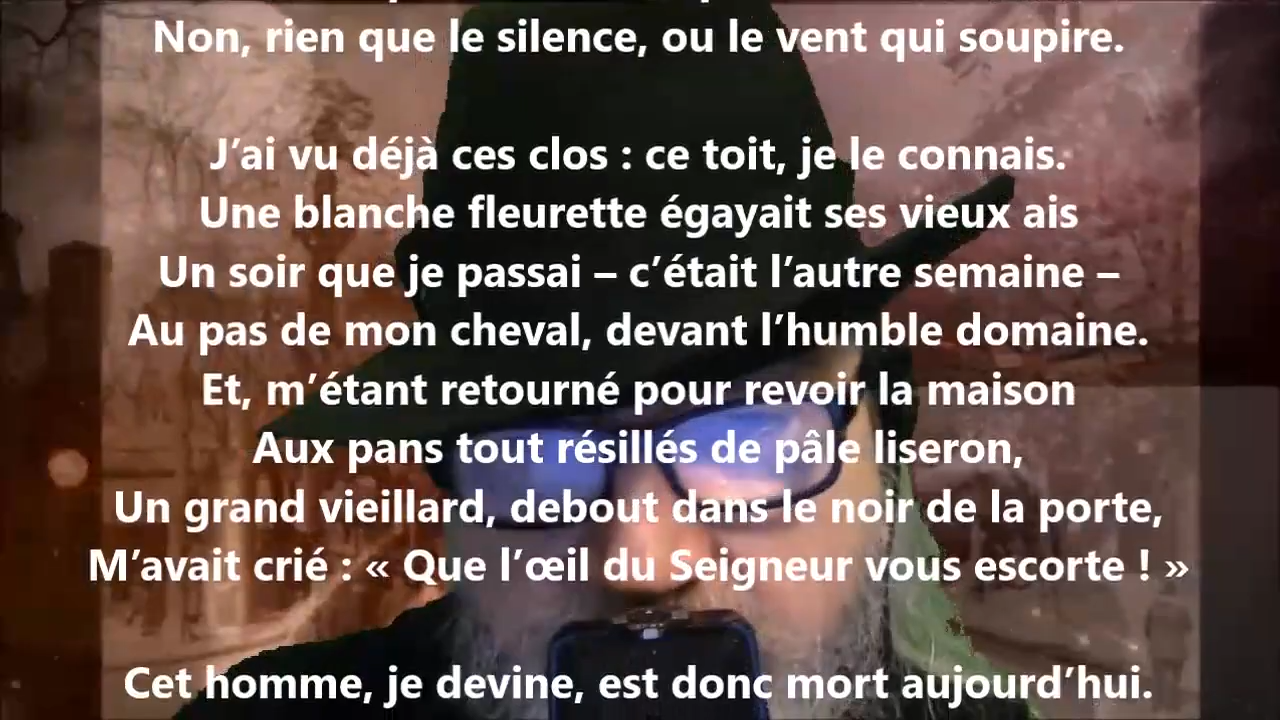 Non, rien que le silence, ou le vent qui soupire.
J’ai vu déjà ces clos : ce toit, je le connais.
Une blanche fleurette égayait ses vieux ais
Un soir que je passai – c’était l’autre semaine –
Au pas de mon cheval, devant l’humble domaine.
Et, m’étant retourné pour revoir la maison
Aux pans tout résillés de pâle liseron,
Un grand vieillard, debout dans le noir de la porte,
M’avait crié : « Que l’œil du Seigneur vous escorte ! »
Cet homme, je devine, est donc mort aujourd’hui.